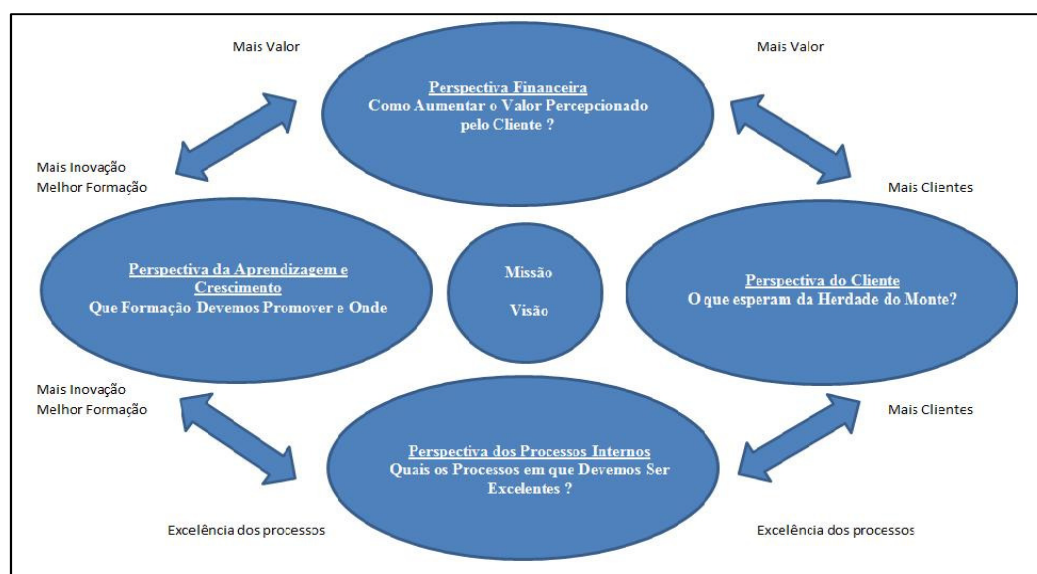 Mais Valor
Mais Valor
Perspectiva Financeira
Como Aumentar o Valor Percepcionado
pelo Cliente ?
Mais Inovação
Melhor Formação
Mais Clientes
Perspectiva da Aprendizagem e
Crescimento
Que Formação Devemos Promover e Onde
Missão
Visão
Perspectiva do Cliente
O que esperam da Herdade do Monte?
Mais Inovação
Melhor Formação
Mais Clientes
Perspectiva dos Processos Internos
Quais os Processos em que Devemos Ser
Excelentes ?
Excelência dos processos
Excelência dos processos